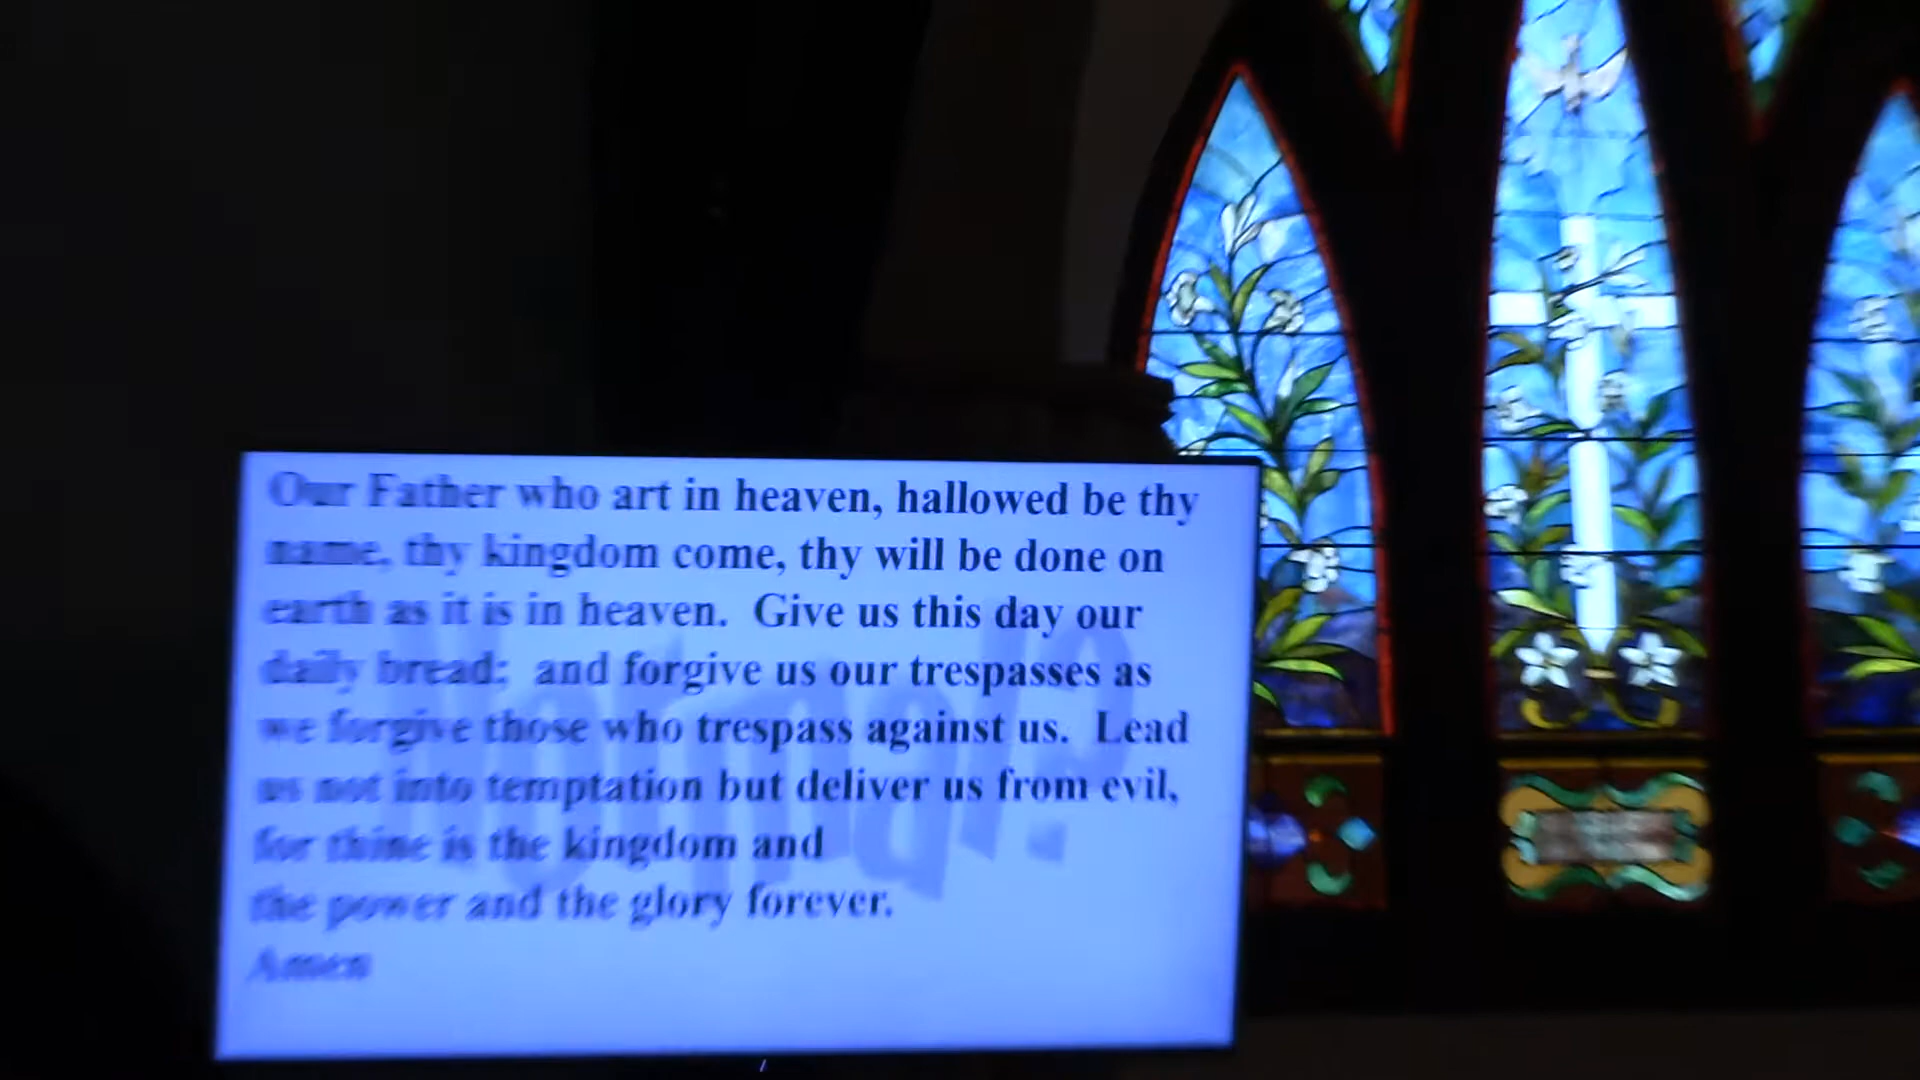 Our Father who art in heaven, hallowed be thy
name, thy kingdom come, thy will be done on
earth as it is in heaven.  Give us this day our
daily bread;  and forgive us our trespasses as
we forgive those who trespass against us.  Lead
us not into temptation but deliver us from evil,
for thine is the kingdom and
the power and the glory forever.
Amen
Normal?